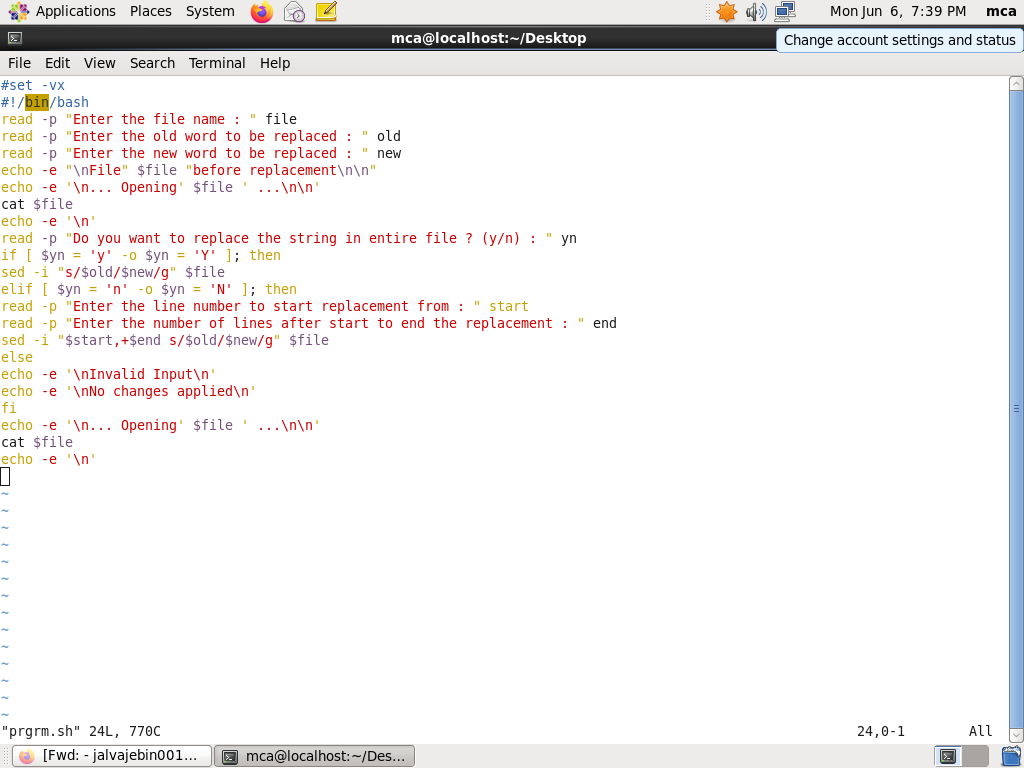 Applications Places System Mon Jun 6, 7:39 PM mca
mca@localhost:~/Desktop
Change account settings and status
File Edit View Search Terminal Help
#set -vx
#!/bin/bash
read -p "Enter the file name : " file
read -p "Enter the old word to be replaced : " old
read -p "Enter the new word to be replaced : " new
echo -e "\nFile" $file "before replacement\n\n"
echo -e '\n... Opening' $file ' ...\n\n'
cat $file
echo -e '\n'
read -p "Do you want to replace the string in entire file ? (y/n) : " yn
if [ $yn = 'y' -o $yn = 'Y' ]; then
sed -i "s/$old/$new/g" $file
elif [ $yn = 'n' -o $yn = 'N' ]; then
read -p "Enter the line number to start replacement from : " start
read -p "Enter the number of lines after start to end the replacement : " end
sed -i "$start,+$end s/$old/$new/g" $file
else
echo -e '\nInvalid Input\n'
echo -e '\nNo changes applied\n'
fi
echo -e '\n... Opening' $file ' ...\n\n'
cat $file
echo -e '\n'
~
~
~
~
~
~
~
~
~
~
~
~
~
~
"prgrm.sh" 24L, 770C 24,0-1 All
[Fwd: - jalvajebin001... mca@localhost:~/Des...